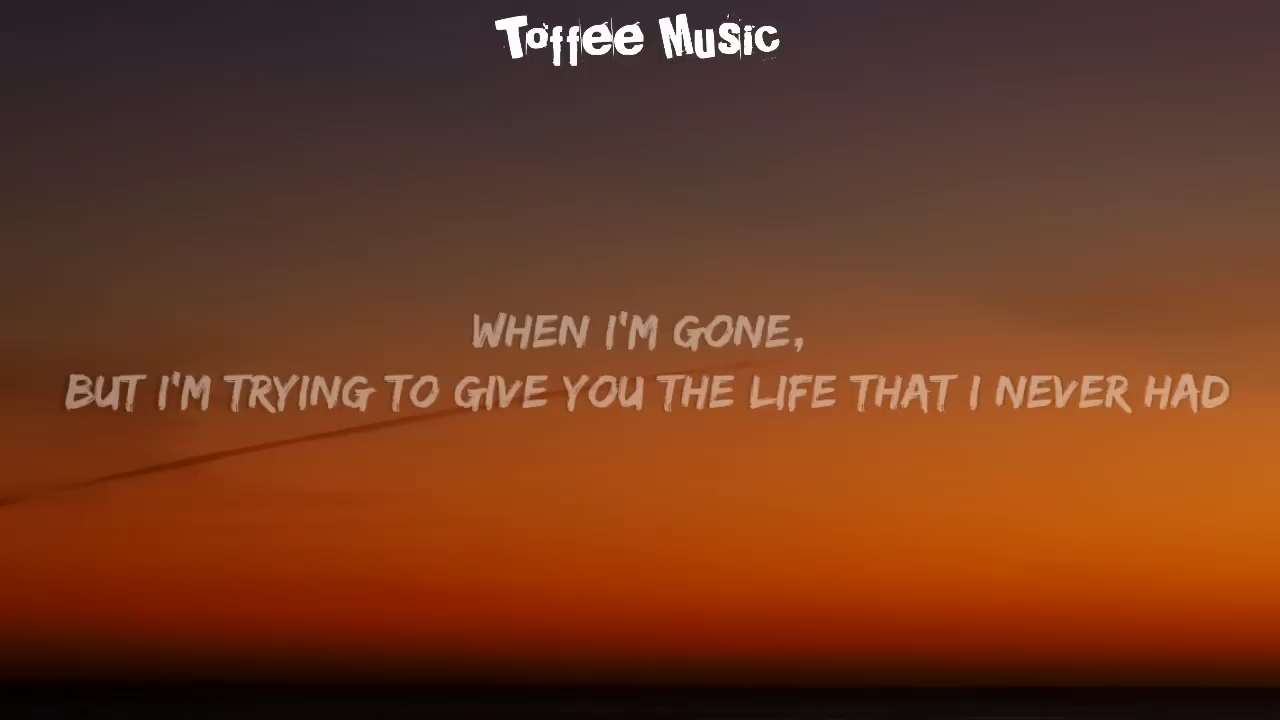 Toffee Music
WHEN I'M GONE,
BUT I'M TRYING TO GIVE YOU THE LIFE THAT I NEVER HAD